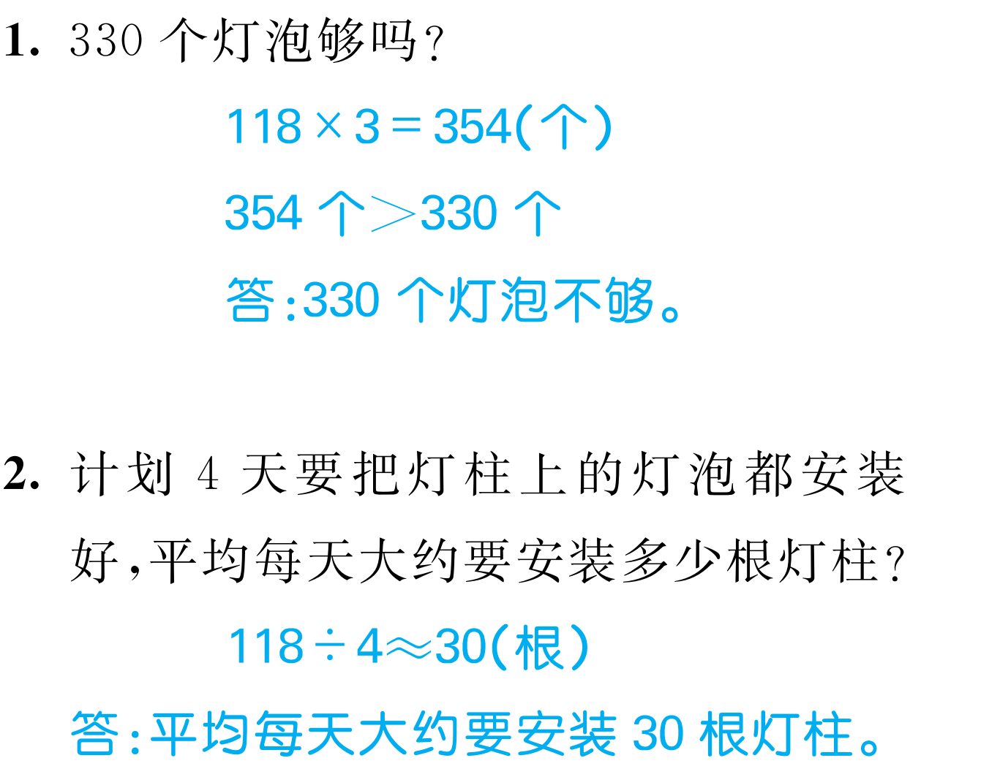 1. 330 个灯泡够吗?
118×3=354(个)
354 个>330 个
答:330 个灯泡不够。
2. 计划 4 天要把灯柱上的灯泡都安装
好,平均每天大约要安装多少根灯柱?
118÷4≈30(根)
答:平均每天大约要安装 30 根灯柱。